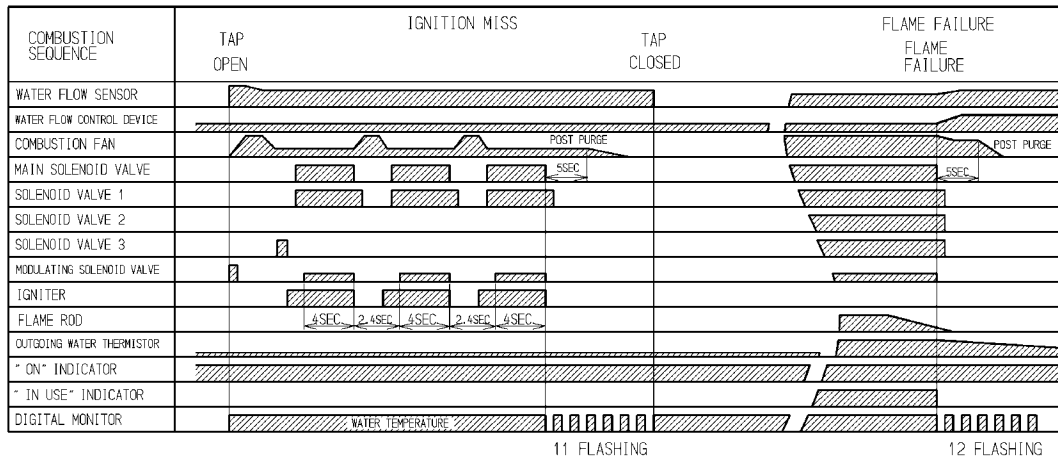 COMBUSTION
SEQUENCE
IGNITION MISS
TAP
OPEN
TAP
CLOSED
FLAME FAILURE
FLAME
FAILURE
WATER FLOW SENSOR
WATER FLOW CONTROL DEVICE
COMBUSTION FAN
POST PURGE
POST PURGE
MAIN SOLENOID VALVE
5SEC
5SEC
SOLENOID VALVE 1
SOLENOID VALVE 2
SOLENOID VALVE 3
MODULATING SOLENOID VALVE
IGNITER
FLAME ROD
4SEC
2.4SEC
4SEC
2.4SEC
4SEC
OUTGOING WATER THERMISTOR
" ON" INDICATOR
" IN USE" INDICATOR
DIGITAL MONITOR
WATER TEMPERATURE
11 FLASHING
12 FLASHING